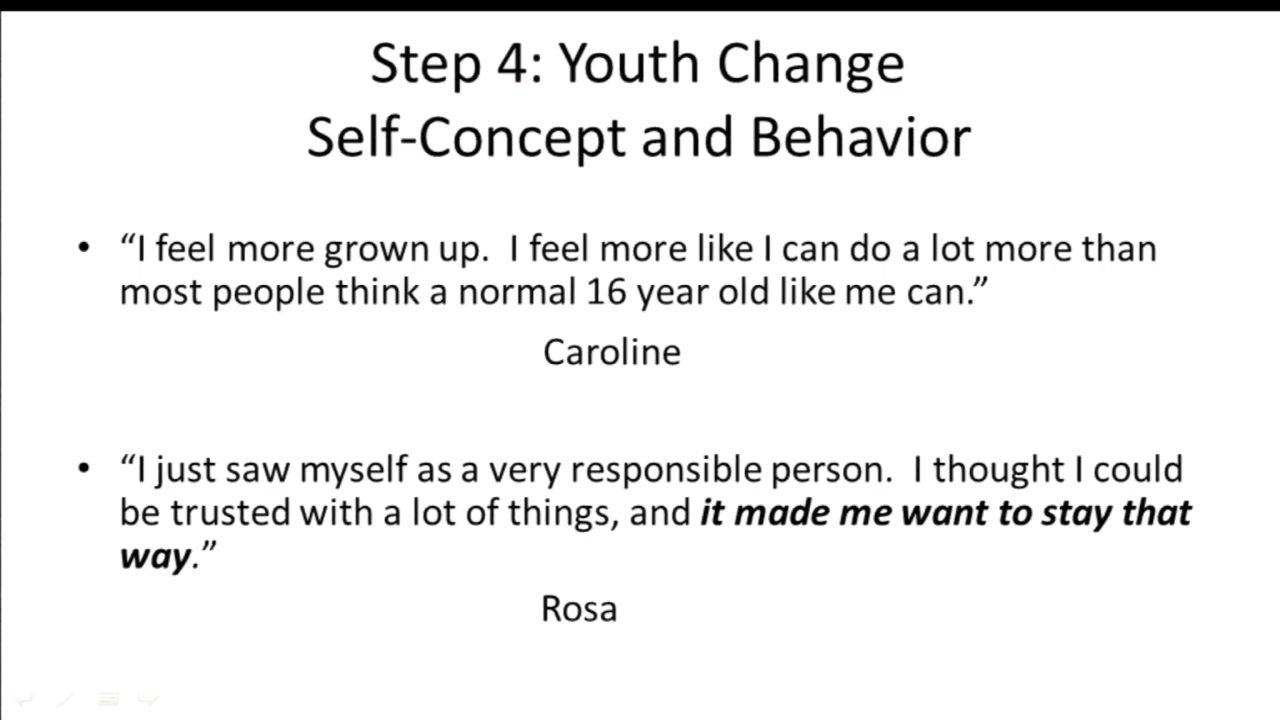 Step 4: Youth Change
Self-Concept and Behavior
• “I feel more grown up.  I feel more like I can do a lot more than
most people think a normal 16 year old like me can.”
Caroline
• “I just saw myself as a very responsible person.  I thought I could
be trusted with a lot of things, and it made me want to stay that
way.”
Rosa